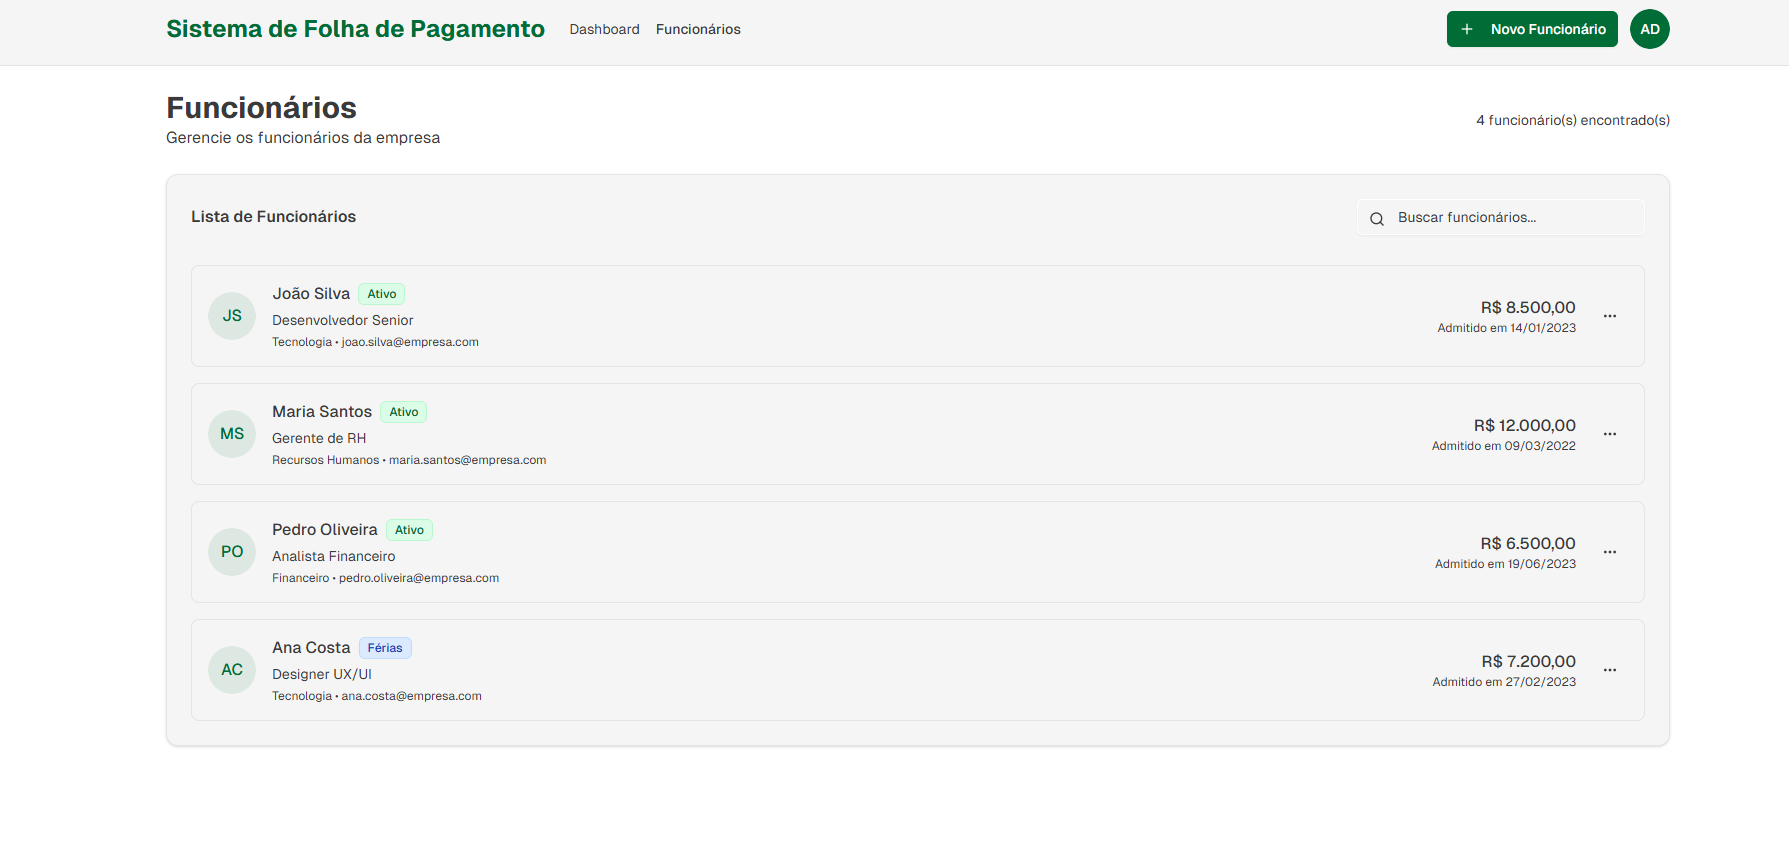 Sistema de Folha de Pagamento
Dashboard
Funcionários
+ Novo Funcionário
AD
Funcionários
Gerencie os funcionários da empresa
4 funcionário(s) encontrado(s)
Lista de Funcionários
Buscar funcionários...
JS
João Silva
Ativo
Desenvolvedor Senior
Tecnologia • joao.silva@empresa.com
R$ 8.500,00
Admitido em 14/01/2023
MS
Maria Santos
Ativo
Gerente de RH
Recursos Humanos • maria.santos@empresa.com
R$ 12.000,00
Admitido em 09/03/2022
PO
Pedro Oliveira
Ativo
Analista Financeiro
Financeiro • pedro.oliveira@empresa.com
R$ 6.500,00
Admitido em 19/06/2023
AC
Ana Costa
Férias
Designer UX/UI
Tecnologia • ana.costa@empresa.com
R$ 7.200,00
Admitido em 27/02/2023